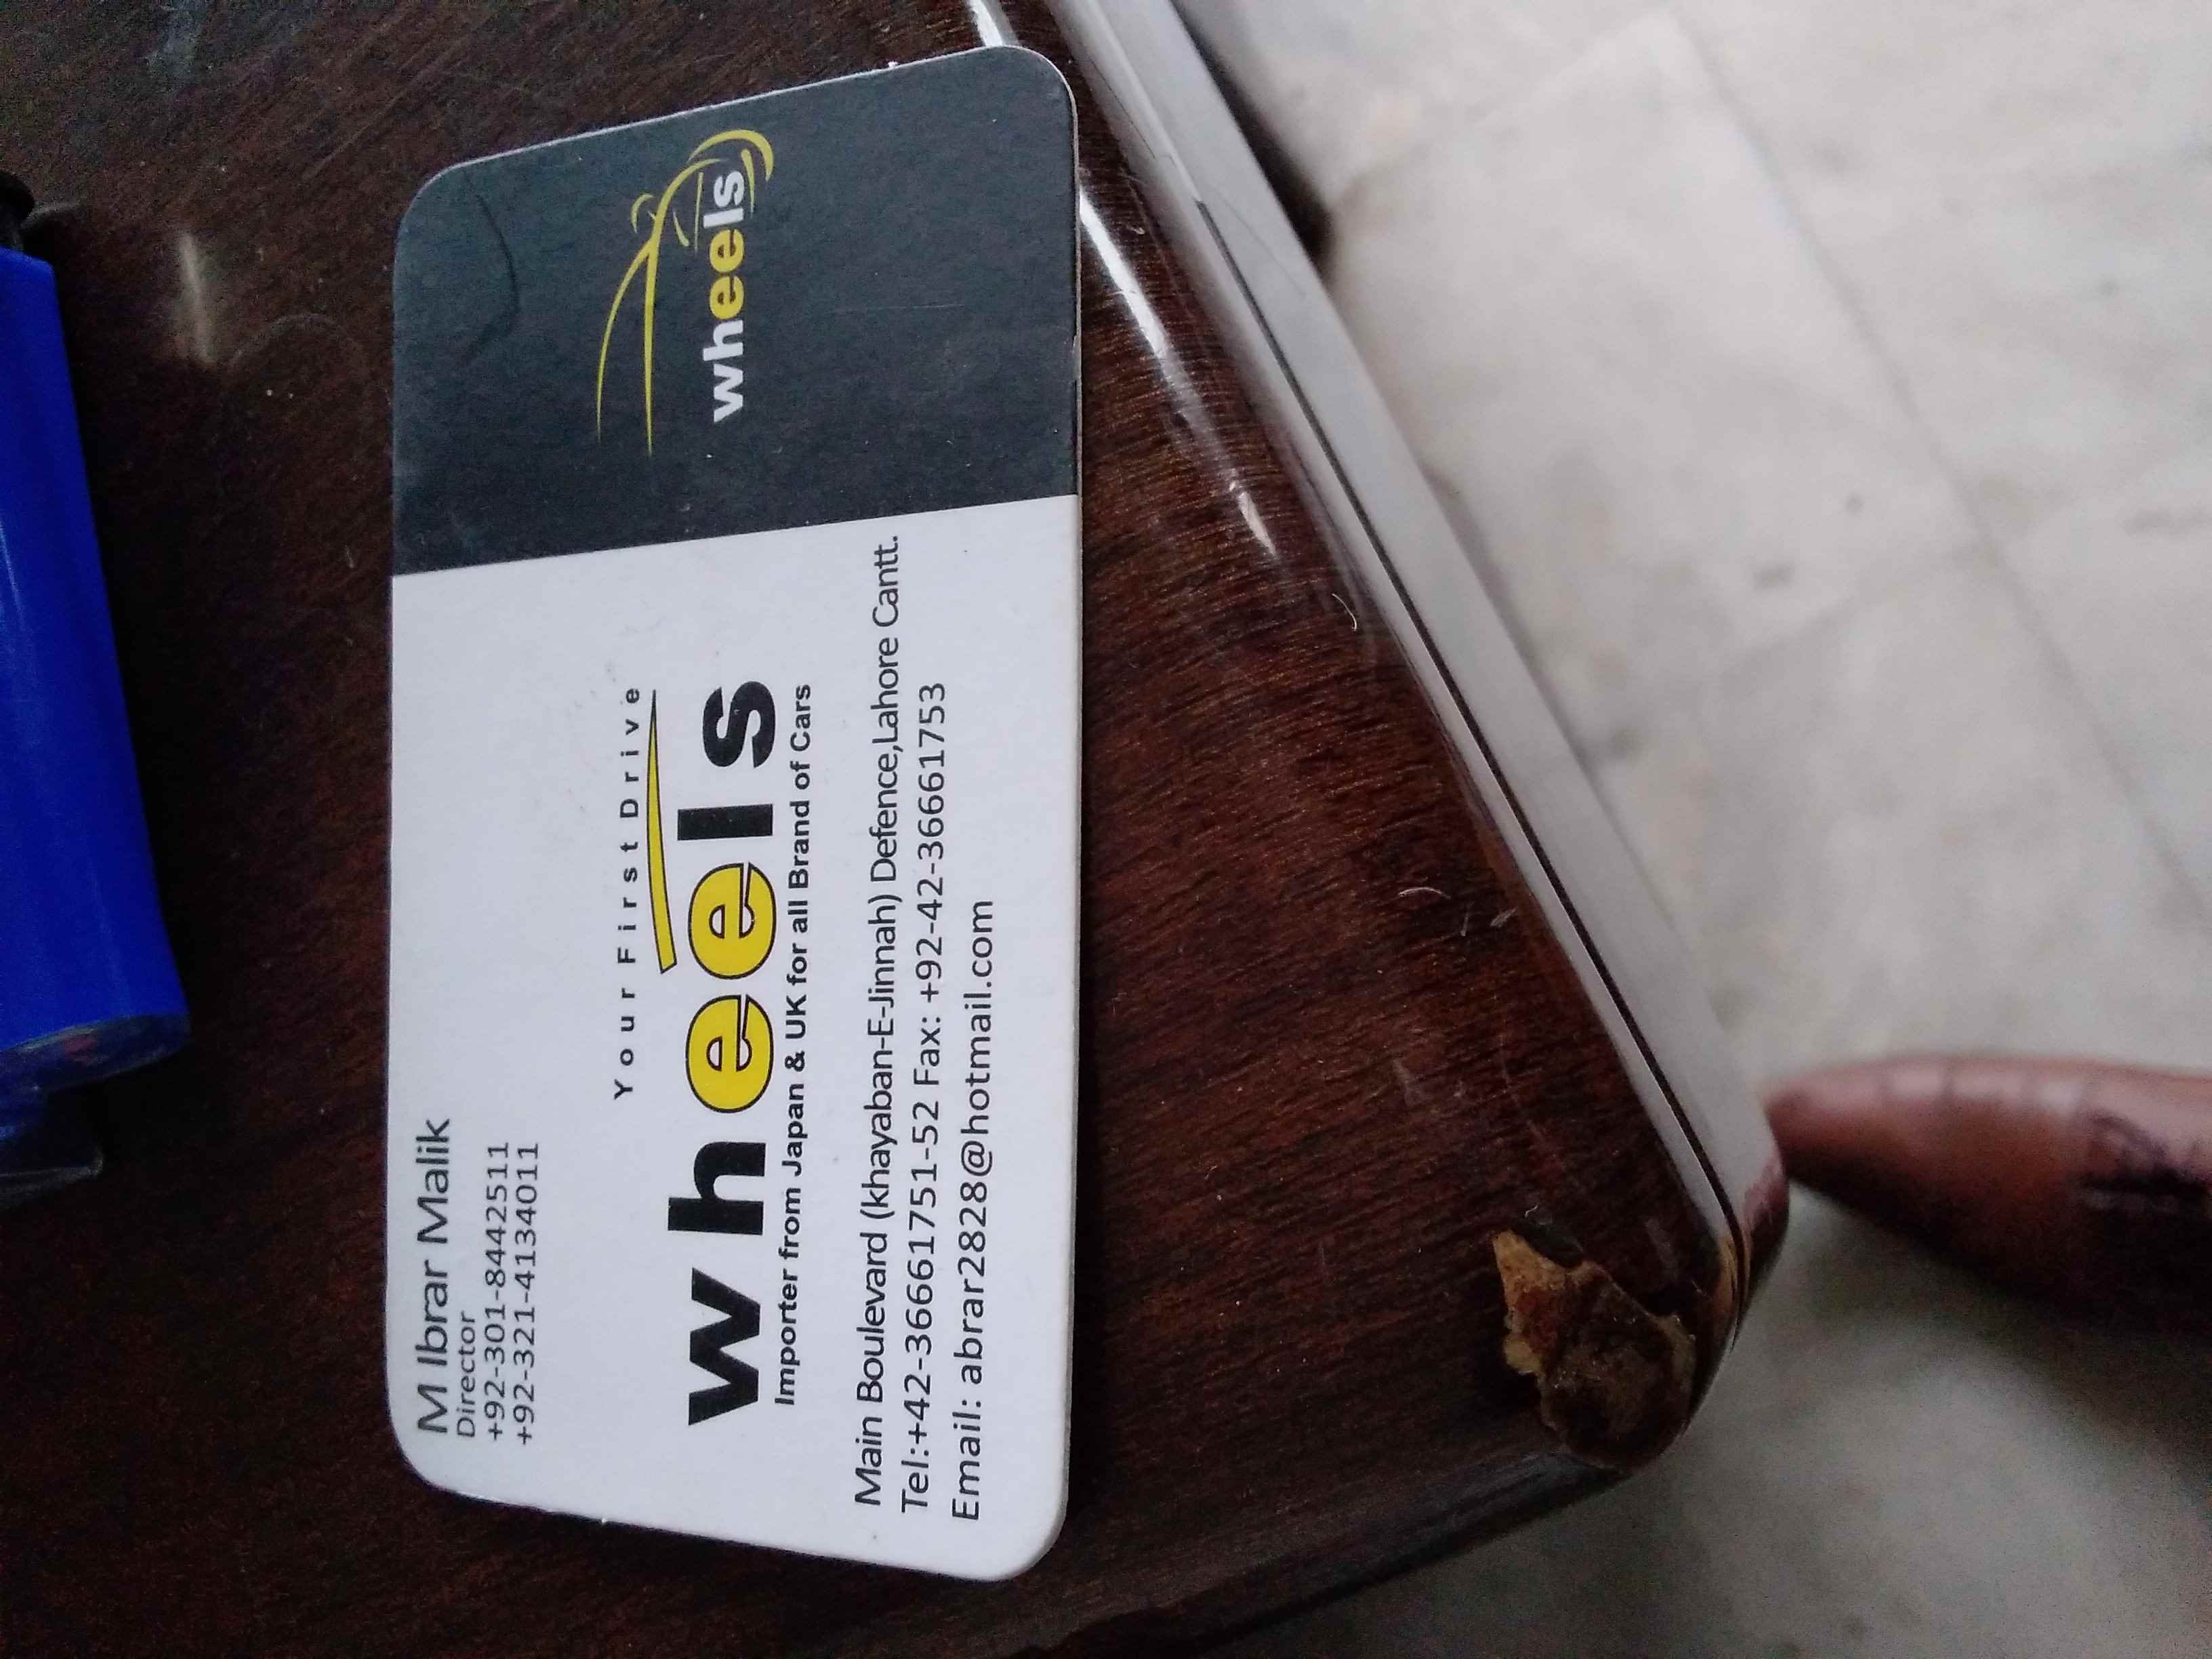 M Ibrar Malik
Director
+92-301-8442511
+92-321-4134011
Your First Drive
wheels
Importer from Japan & UK for all Brand of Cars
Main Boulevard (khayaban-E-Jinnah) Defence,Lahore Cantt.
Tel:+42-36661751-52 Fax: +92-42-36661753
Email: abrar2828@hotmail.com
wheels